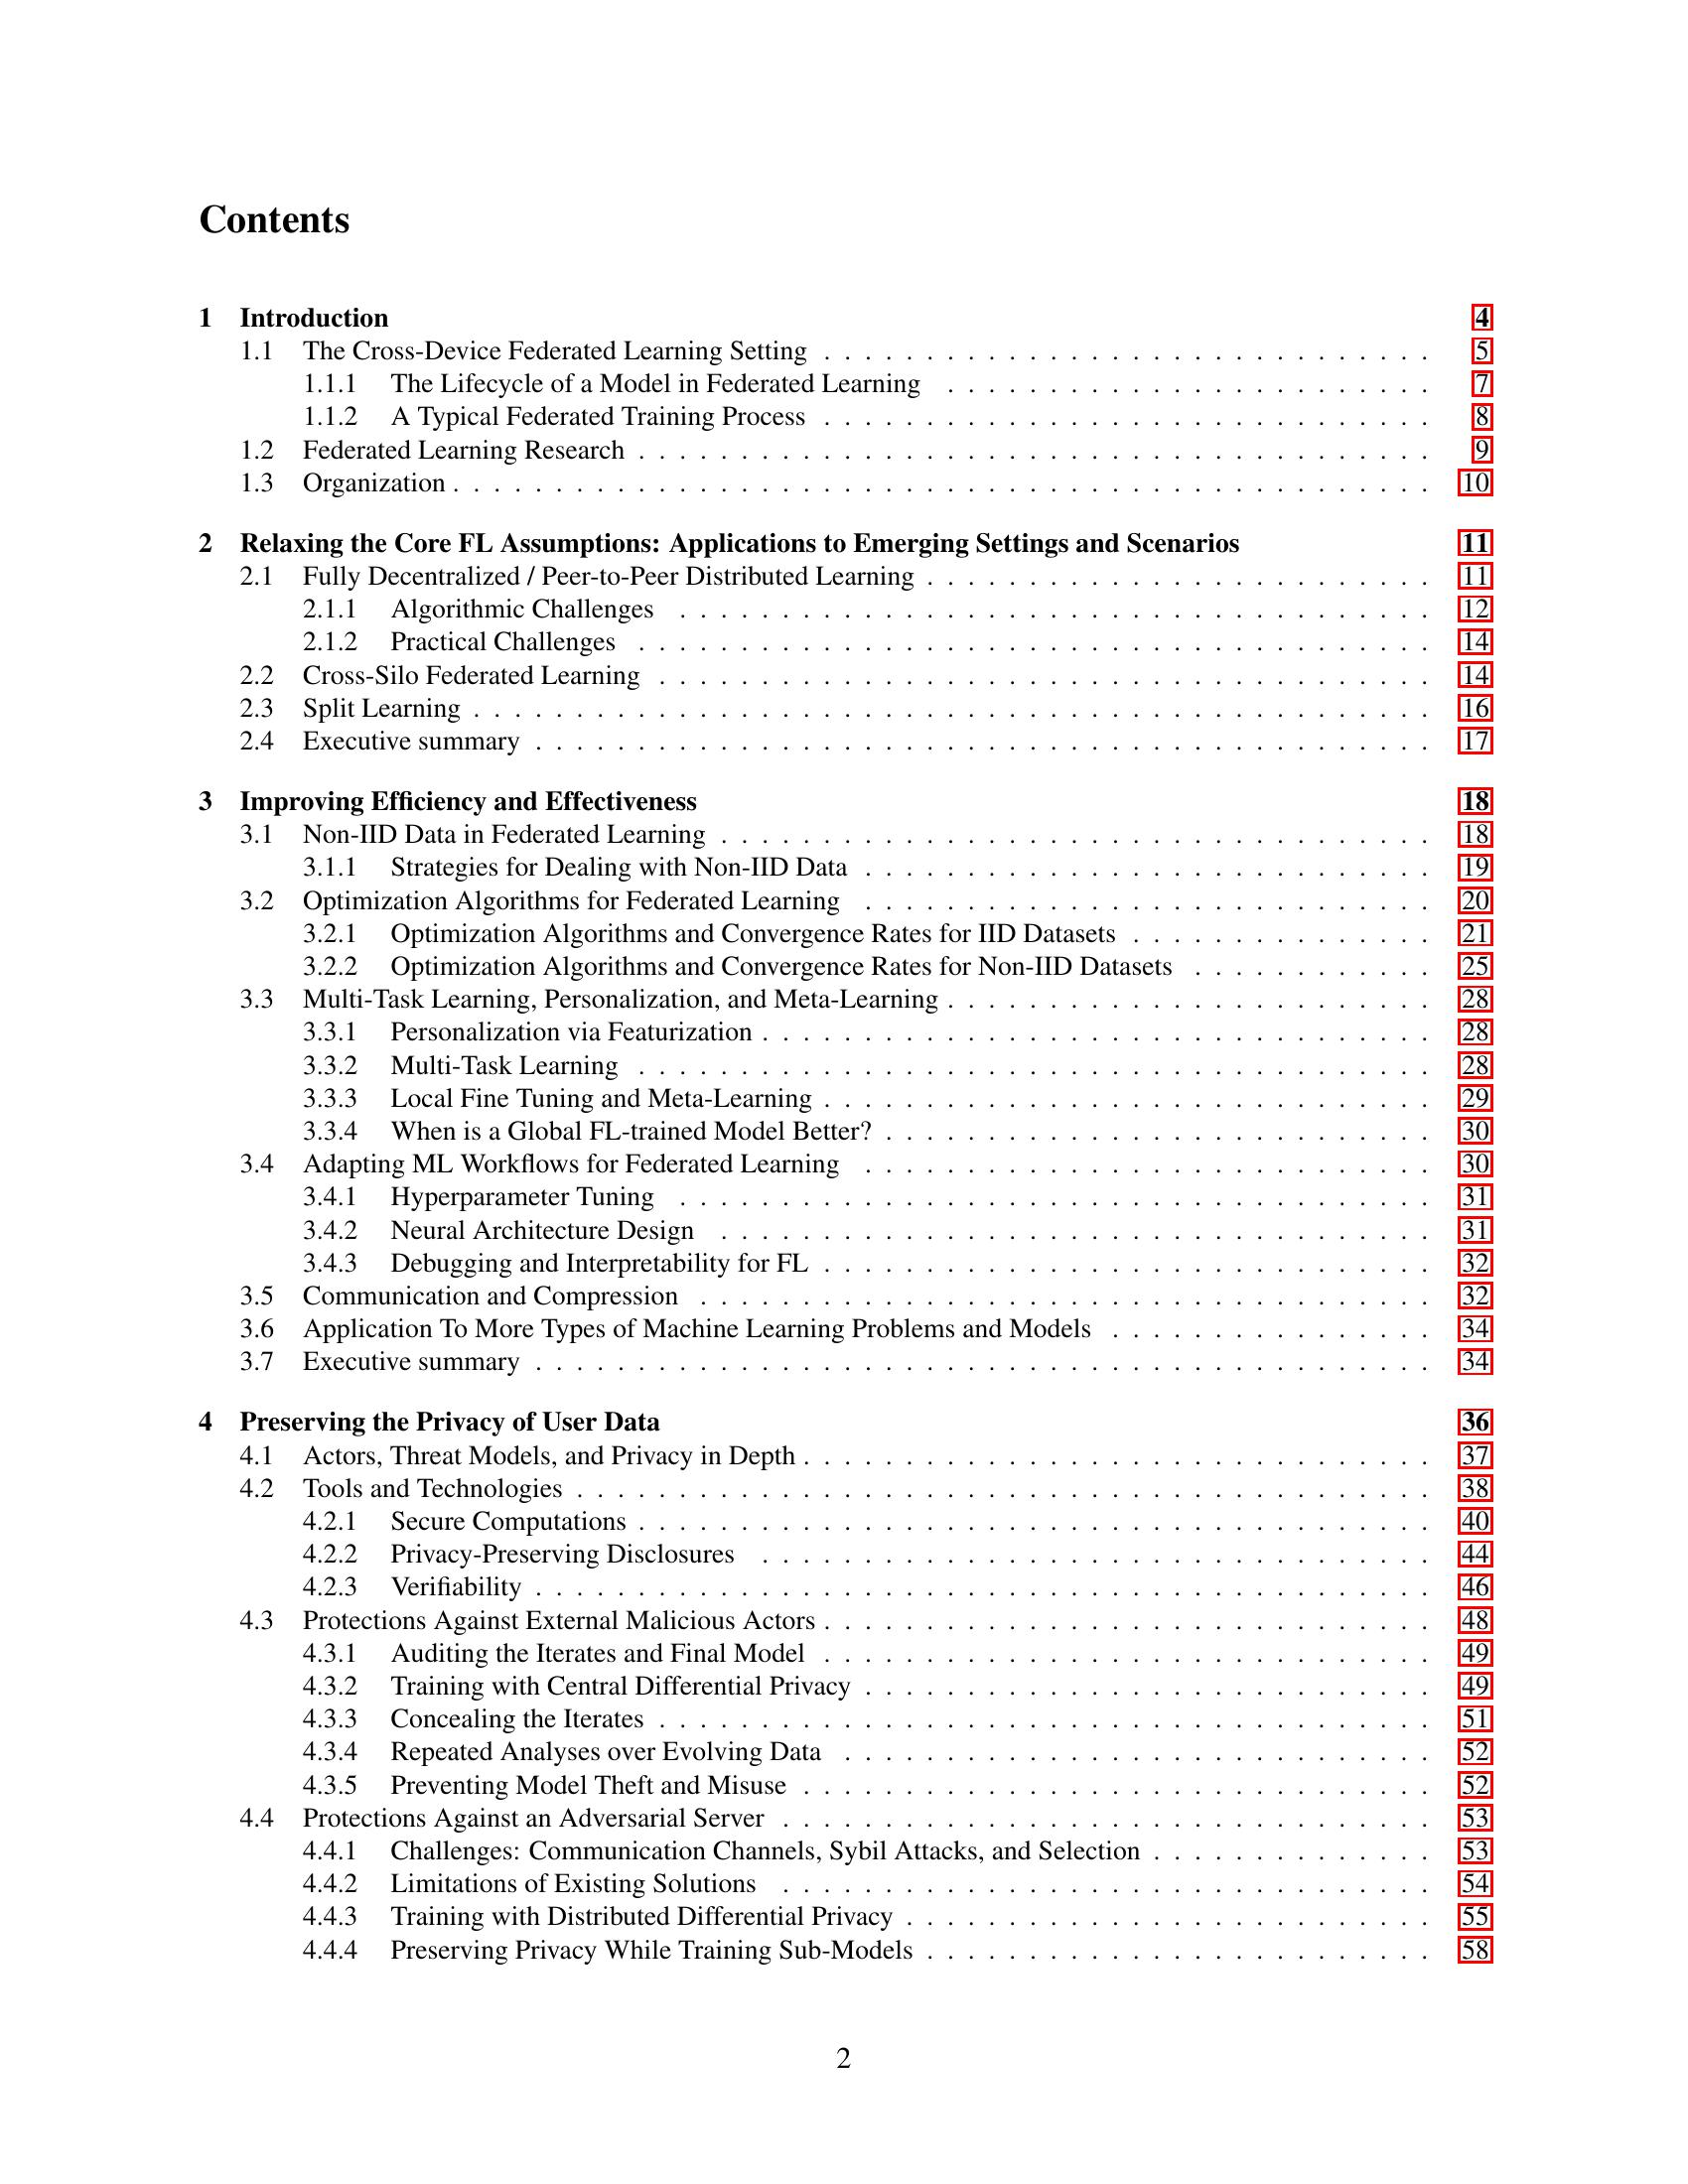 Contents
1 Introduction 4
1.1 The Cross-Device Federated Learning Setting . . . . . . . . . . . . . . . . . . . . . . . . . . . . . . 5
1.1.1 The Lifecycle of a Model in Federated Learning . . . . . . . . . . . . . . . . . . . . . . . . 7
1.1.2 A Typical Federated Training Process . . . . . . . . . . . . . . . . . . . . . . . . . . . . . . 8
1.2 Federated Learning Research . . . . . . . . . . . . . . . . . . . . . . . . . . . . . . . . . . . . . . . 9
1.3 Organization . . . . . . . . . . . . . . . . . . . . . . . . . . . . . . . . . . . . . . . . . . . . . . . . 10
2 Relaxing the Core FL Assumptions: Applications to Emerging Settings and Scenarios 11
2.1 Fully Decentralized / Peer-to-Peer Distributed Learning . . . . . . . . . . . . . . . . . . . . . . . . . 11
2.1.1 Algorithmic Challenges . . . . . . . . . . . . . . . . . . . . . . . . . . . . . . . . . . . . . 12
2.1.2 Practical Challenges . . . . . . . . . . . . . . . . . . . . . . . . . . . . . . . . . . . . . . . 14
2.2 Cross-Silo Federated Learning . . . . . . . . . . . . . . . . . . . . . . . . . . . . . . . . . . . . . . 14
2.3 Split Learning . . . . . . . . . . . . . . . . . . . . . . . . . . . . . . . . . . . . . . . . . . . . . . . 16
2.4 Executive summary . . . . . . . . . . . . . . . . . . . . . . . . . . . . . . . . . . . . . . . . . . . . 17
3 Improving Efficiency and Effectiveness 18
3.1 Non-IID Data in Federated Learning . . . . . . . . . . . . . . . . . . . . . . . . . . . . . . . . . . . 18
3.1.1 Strategies for Dealing with Non-IID Data . . . . . . . . . . . . . . . . . . . . . . . . . . . . 19
3.2 Optimization Algorithms for Federated Learning . . . . . . . . . . . . . . . . . . . . . . . . . . . . 20
3.2.1 Optimization Algorithms and Convergence Rates for IID Datasets . . . . . . . . . . . . . . . 21
3.2.2 Optimization Algorithms and Convergence Rates for Non-IID Datasets . . . . . . . . . . . . 25
3.3 Multi-Task Learning, Personalization, and Meta-Learning . . . . . . . . . . . . . . . . . . . . . . . . 28
3.3.1 Personalization via Featurization . . . . . . . . . . . . . . . . . . . . . . . . . . . . . . . . . 28
3.3.2 Multi-Task Learning . . . . . . . . . . . . . . . . . . . . . . . . . . . . . . . . . . . . . . . 28
3.3.3 Local Fine Tuning and Meta-Learning . . . . . . . . . . . . . . . . . . . . . . . . . . . . . . 29
3.3.4 When is a Global FL-trained Model Better? . . . . . . . . . . . . . . . . . . . . . . . . . . . 30
3.4 Adapting ML Workflows for Federated Learning . . . . . . . . . . . . . . . . . . . . . . . . . . . . 30
3.4.1 Hyperparameter Tuning . . . . . . . . . . . . . . . . . . . . . . . . . . . . . . . . . . . . . 31
3.4.2 Neural Architecture Design . . . . . . . . . . . . . . . . . . . . . . . . . . . . . . . . . . . 31
3.4.3 Debugging and Interpretability for FL . . . . . . . . . . . . . . . . . . . . . . . . . . . . . . 32
3.5 Communication and Compression . . . . . . . . . . . . . . . . . . . . . . . . . . . . . . . . . . . . 32
3.6 Application To More Types of Machine Learning Problems and Models . . . . . . . . . . . . . . . . 34
3.7 Executive summary . . . . . . . . . . . . . . . . . . . . . . . . . . . . . . . . . . . . . . . . . . . . 34
4 Preserving the Privacy of User Data 36
4.1 Actors, Threat Models, and Privacy in Depth . . . . . . . . . . . . . . . . . . . . . . . . . . . . . . . 37
4.2 Tools and Technologies . . . . . . . . . . . . . . . . . . . . . . . . . . . . . . . . . . . . . . . . . . 38
4.2.1 Secure Computations . . . . . . . . . . . . . . . . . . . . . . . . . . . . . . . . . . . . . . . 40
4.2.2 Privacy-Preserving Disclosures . . . . . . . . . . . . . . . . . . . . . . . . . . . . . . . . . 44
4.2.3 Verifiability . . . . . . . . . . . . . . . . . . . . . . . . . . . . . . . . . . . . . . . . . . . . 46
4.3 Protections Against External Malicious Actors . . . . . . . . . . . . . . . . . . . . . . . . . . . . . . 48
4.3.1 Auditing the Iterates and Final Model . . . . . . . . . . . . . . . . . . . . . . . . . . . . . . 49
4.3.2 Training with Central Differential Privacy . . . . . . . . . . . . . . . . . . . . . . . . . . . . 49
4.3.3 Concealing the Iterates . . . . . . . . . . . . . . . . . . . . . . . . . . . . . . . . . . . . . . 51
4.3.4 Repeated Analyses over Evolving Data . . . . . . . . . . . . . . . . . . . . . . . . . . . . . 52
4.3.5 Preventing Model Theft and Misuse . . . . . . . . . . . . . . . . . . . . . . . . . . . . . . . 52
4.4 Protections Against an Adversarial Server . . . . . . . . . . . . . . . . . . . . . . . . . . . . . . . . 53
4.4.1 Challenges: Communication Channels, Sybil Attacks, and Selection . . . . . . . . . . . . . . 53
4.4.2 Limitations of Existing Solutions . . . . . . . . . . . . . . . . . . . . . . . . . . . . . . . . 54
4.4.3 Training with Distributed Differential Privacy . . . . . . . . . . . . . . . . . . . . . . . . . . 55
4.4.4 Preserving Privacy While Training Sub-Models . . . . . . . . . . . . . . . . . . . . . . . . . 58
2